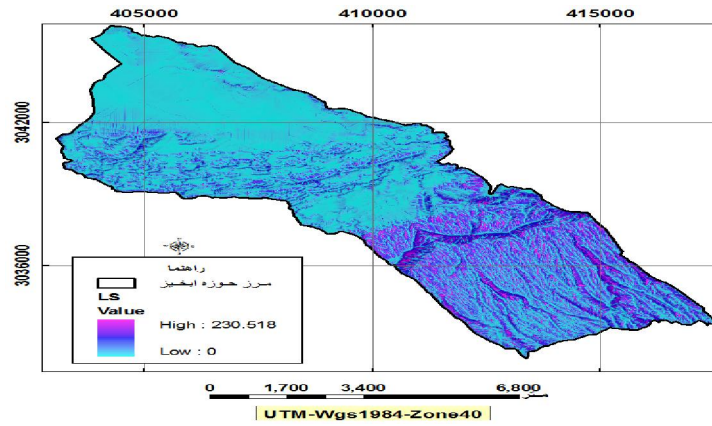 405000 410000 415000
3042000
3036000
راهنما
مرز حوزه ابخیز
LS
Value
High : 230.518
Low : 0
0 1,700 3,400 6,800
متر
UTM-Wgs1984-Zone40